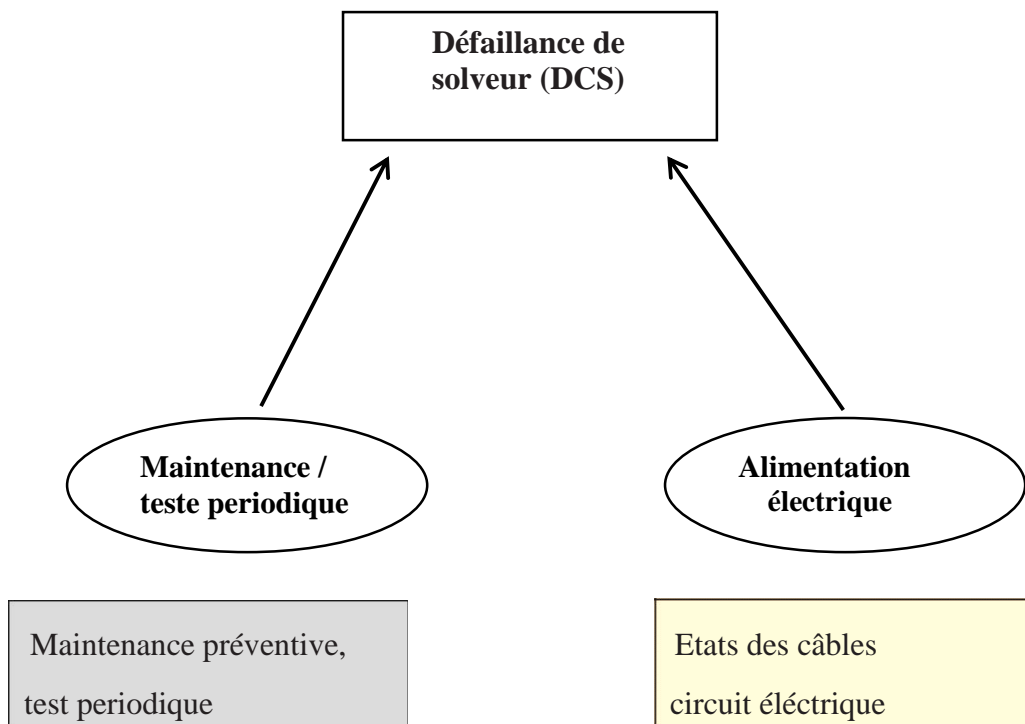 Défaillance de
solveur (DCS)
Maintenance /
teste periodique
Alimentation
électrique
Maintenance préventive,
test periodique
Etats des câbles
circuit éléctrique